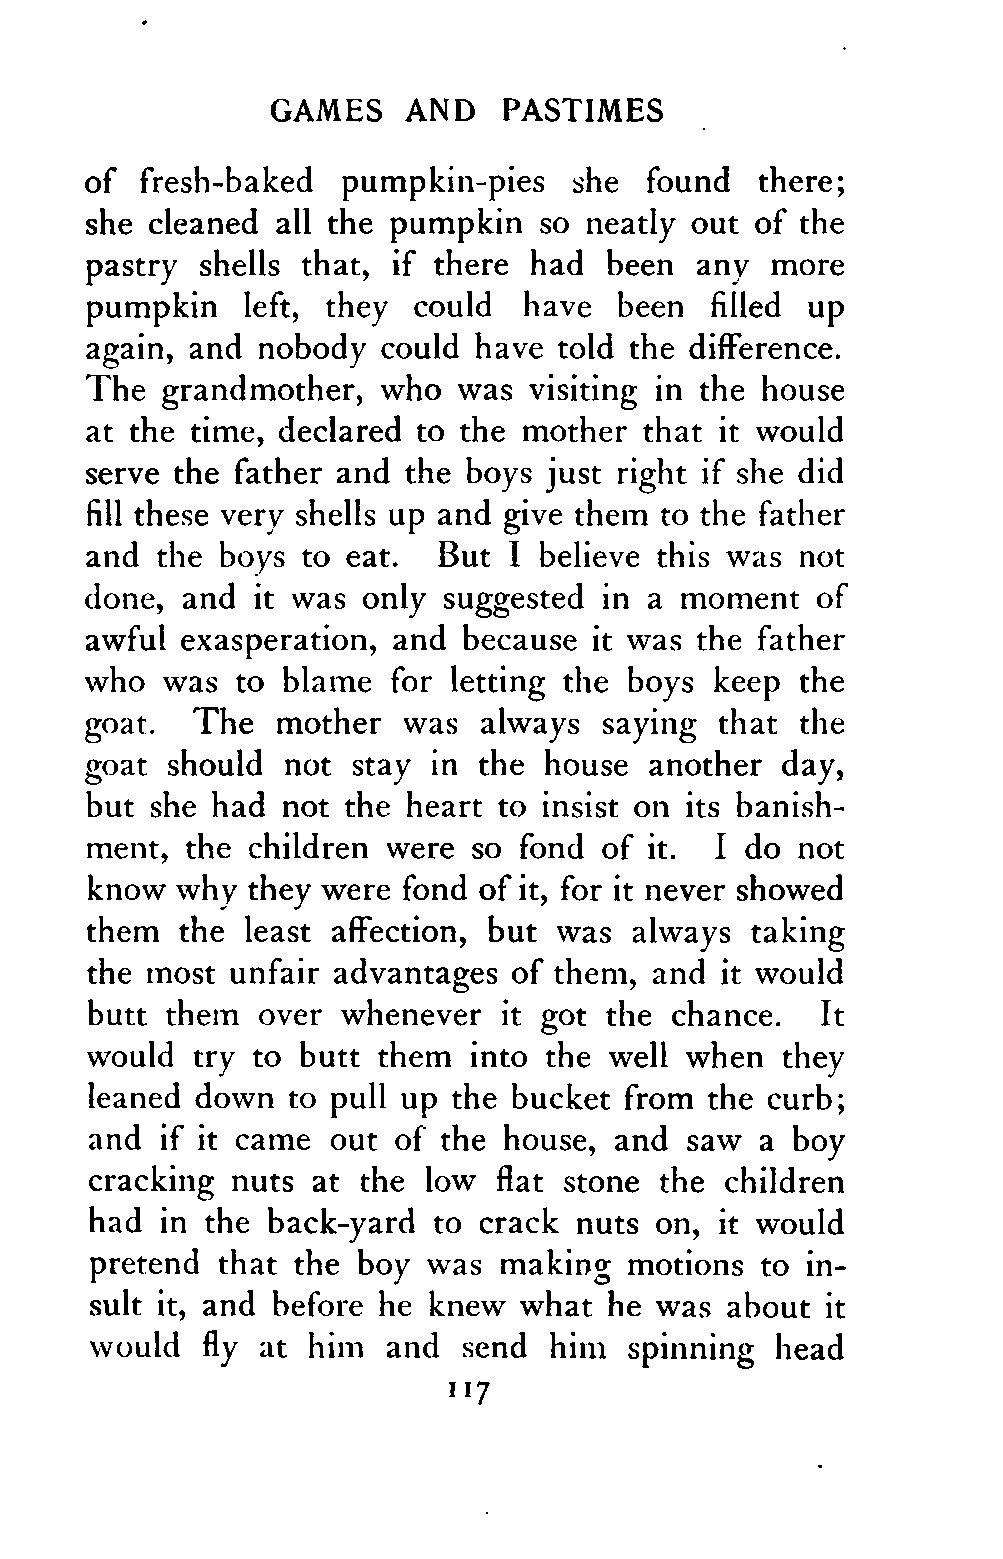 GAMES AND PASTIMES
of fresh-baked pumpkin-pies she found there;
she cleaned all the pumpkin so neatly out of the
pastry shells that, if there had been any more
pumpkin left, they could have been filled up
again, and nobody could have told the difference.
The grandmother, who was visiting in the house
at the time, declared to the mother that it would
serve the father and the boys just right if she did
fill these very shells up and give them to the father
and the boys to eat. But I believe this was not
done, and it was only suggested in a moment of
awful exasperation, and because it was the father
who was to blame for letting the boys keep the
goat. The mother was always saying that the
goat should not stay in the house another day,
but she had not the heart to insist on its banish-
ment, the children were so fond of it. I do not
know why they were fond of it, for it never showed
them the least affection, but was always taking
the most unfair advantages of them, and it would
butt them over whenever it got the chance. It
would try to butt them into the well when they
leaned down to pull up the bucket from the curb;
and if it came out of the house, and saw a boy
cracking nuts at the low flat stone the children
had in the back-yard to crack nuts on, it would
pretend that the boy was making motions to in-
sult it, and before he knew what he was about it
would fly at him and send him spinning head
117